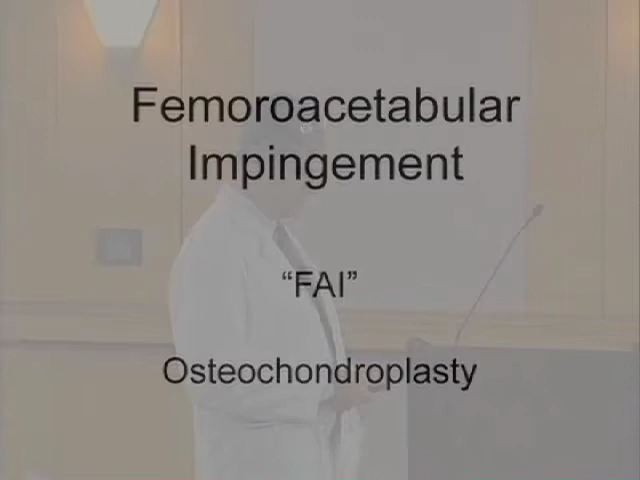 Femoroacetabular
Impingement
“FAI”
Osteochondroplasty